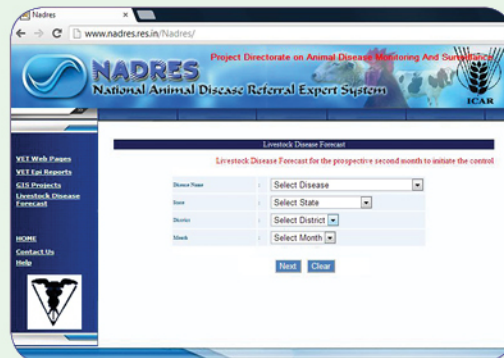 Nadres
www.nadres.res.in/Nadres/
Project Directorate on Animal Disease Monitoring And Surveillance
NADRES
National Animal Disease Referral Expert System
ICAR
Livestock Disease Forecast
Livestock Disease Forecast for the prospective second month to initiate the control
VET Web Pages
VET Epi Reports
GIS Projects
Livestock Disease
Forecast
HOME
Contact Us
Help
Disease Name : Select Disease
State : Select State
District : Select District
Month : Select Month
Next Clear